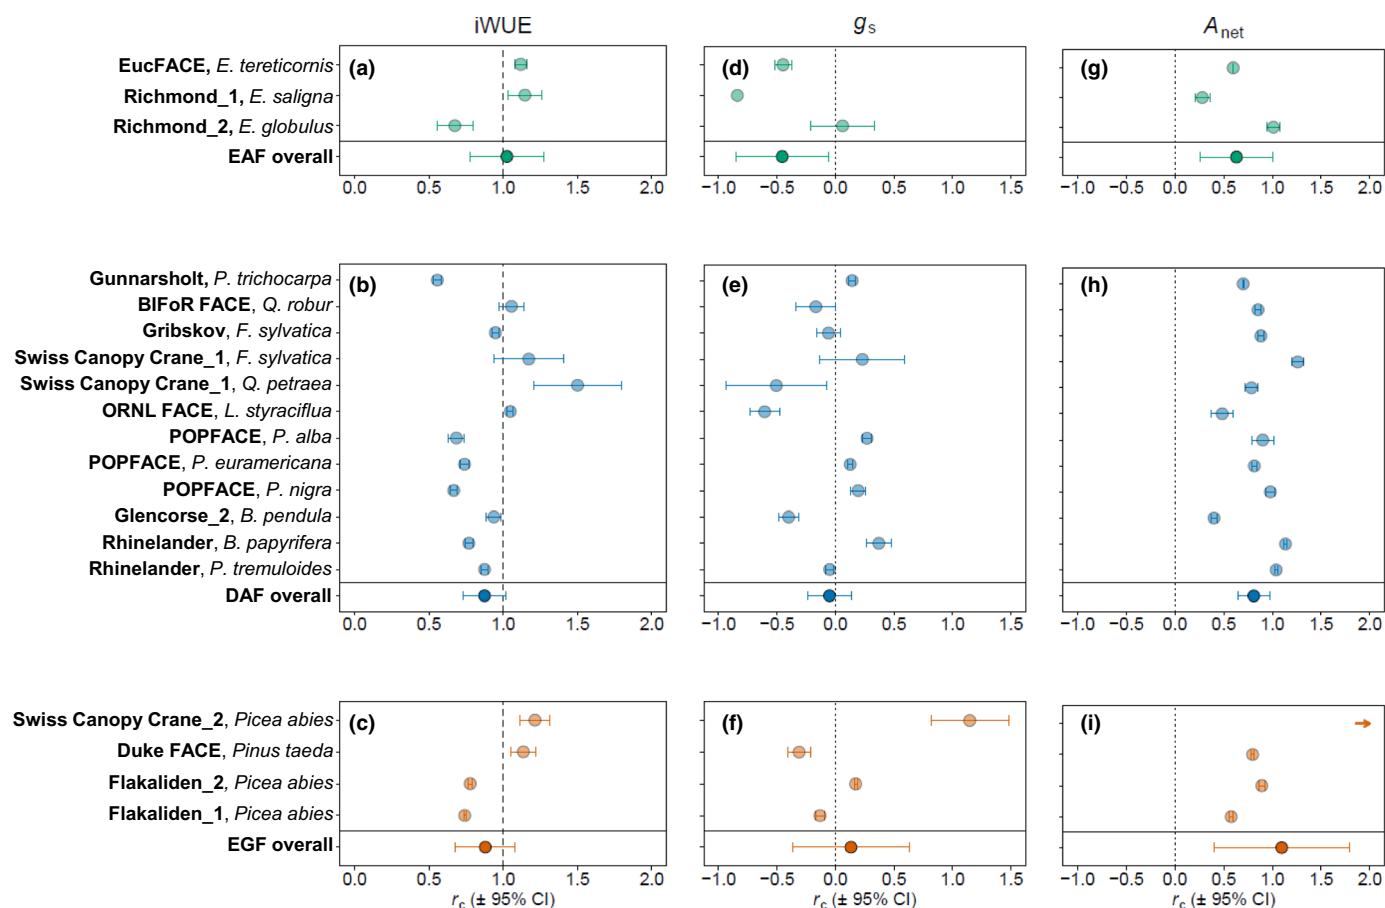 iWUE
gs
Anet
(a)
(d)
(g)
EucFACE, E. tereticornis
Richmond_1, E. saligna
Richmond_2, E. globulus
EAF overall
0.0 0.5 1.0 1.5 2.0
−1.0 −0.5 0.0 0.5 1.0 1.5
−1.0 −0.5 0.0 0.5 1.0 1.5 2.0
(b)
(e)
(h)
Gunnarsholt, P. trichocarpa
BIFoR FACE, Q. robur
Gribskov, F. sylvatica
Swiss Canopy Crane_1, F. sylvatica
Swiss Canopy Crane_1, Q. petraea
ORNL FACE, L. styraciflua
POPFACE, P. alba
POPFACE, P. euramericana
POPFACE, P. nigra
Glencorse_2, B. pendula
Rhinelander, B. papyrifera
Rhinelander, P. tremuloides
DAF overall
0.0 0.5 1.0 1.5 2.0
−1.0 −0.5 0.0 0.5 1.0 1.5
−1.0 −0.5 0.0 0.5 1.0 1.5 2.0
(c)
(f)
(i)
Swiss Canopy Crane_2, Picea abies
Duke FACE, Pinus taeda
Flakaliden_2, Picea abies
Flakaliden_1, Picea abies
EGF overall
0.0 0.5 1.0 1.5 2.0
−1.0 −0.5 0.0 0.5 1.0 1.5
−1.0 −0.5 0.0 0.5 1.0 1.5 2.0
rc (± 95% CI)
rc (± 95% CI)
rc (± 95% CI)